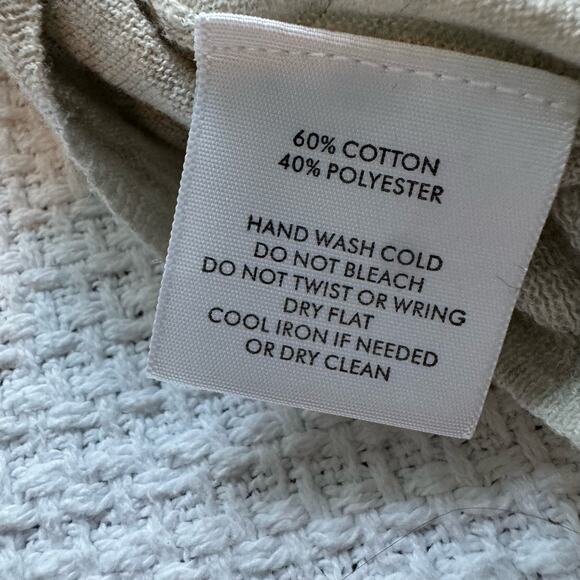 60% COTTON
40% POLYESTER
HAND WASH COLD
DO NOT BLEACH
DO NOT TWIST OR WRING
DRY FLAT
COOL IRON IF NEEDED
OR DRY CLEAN